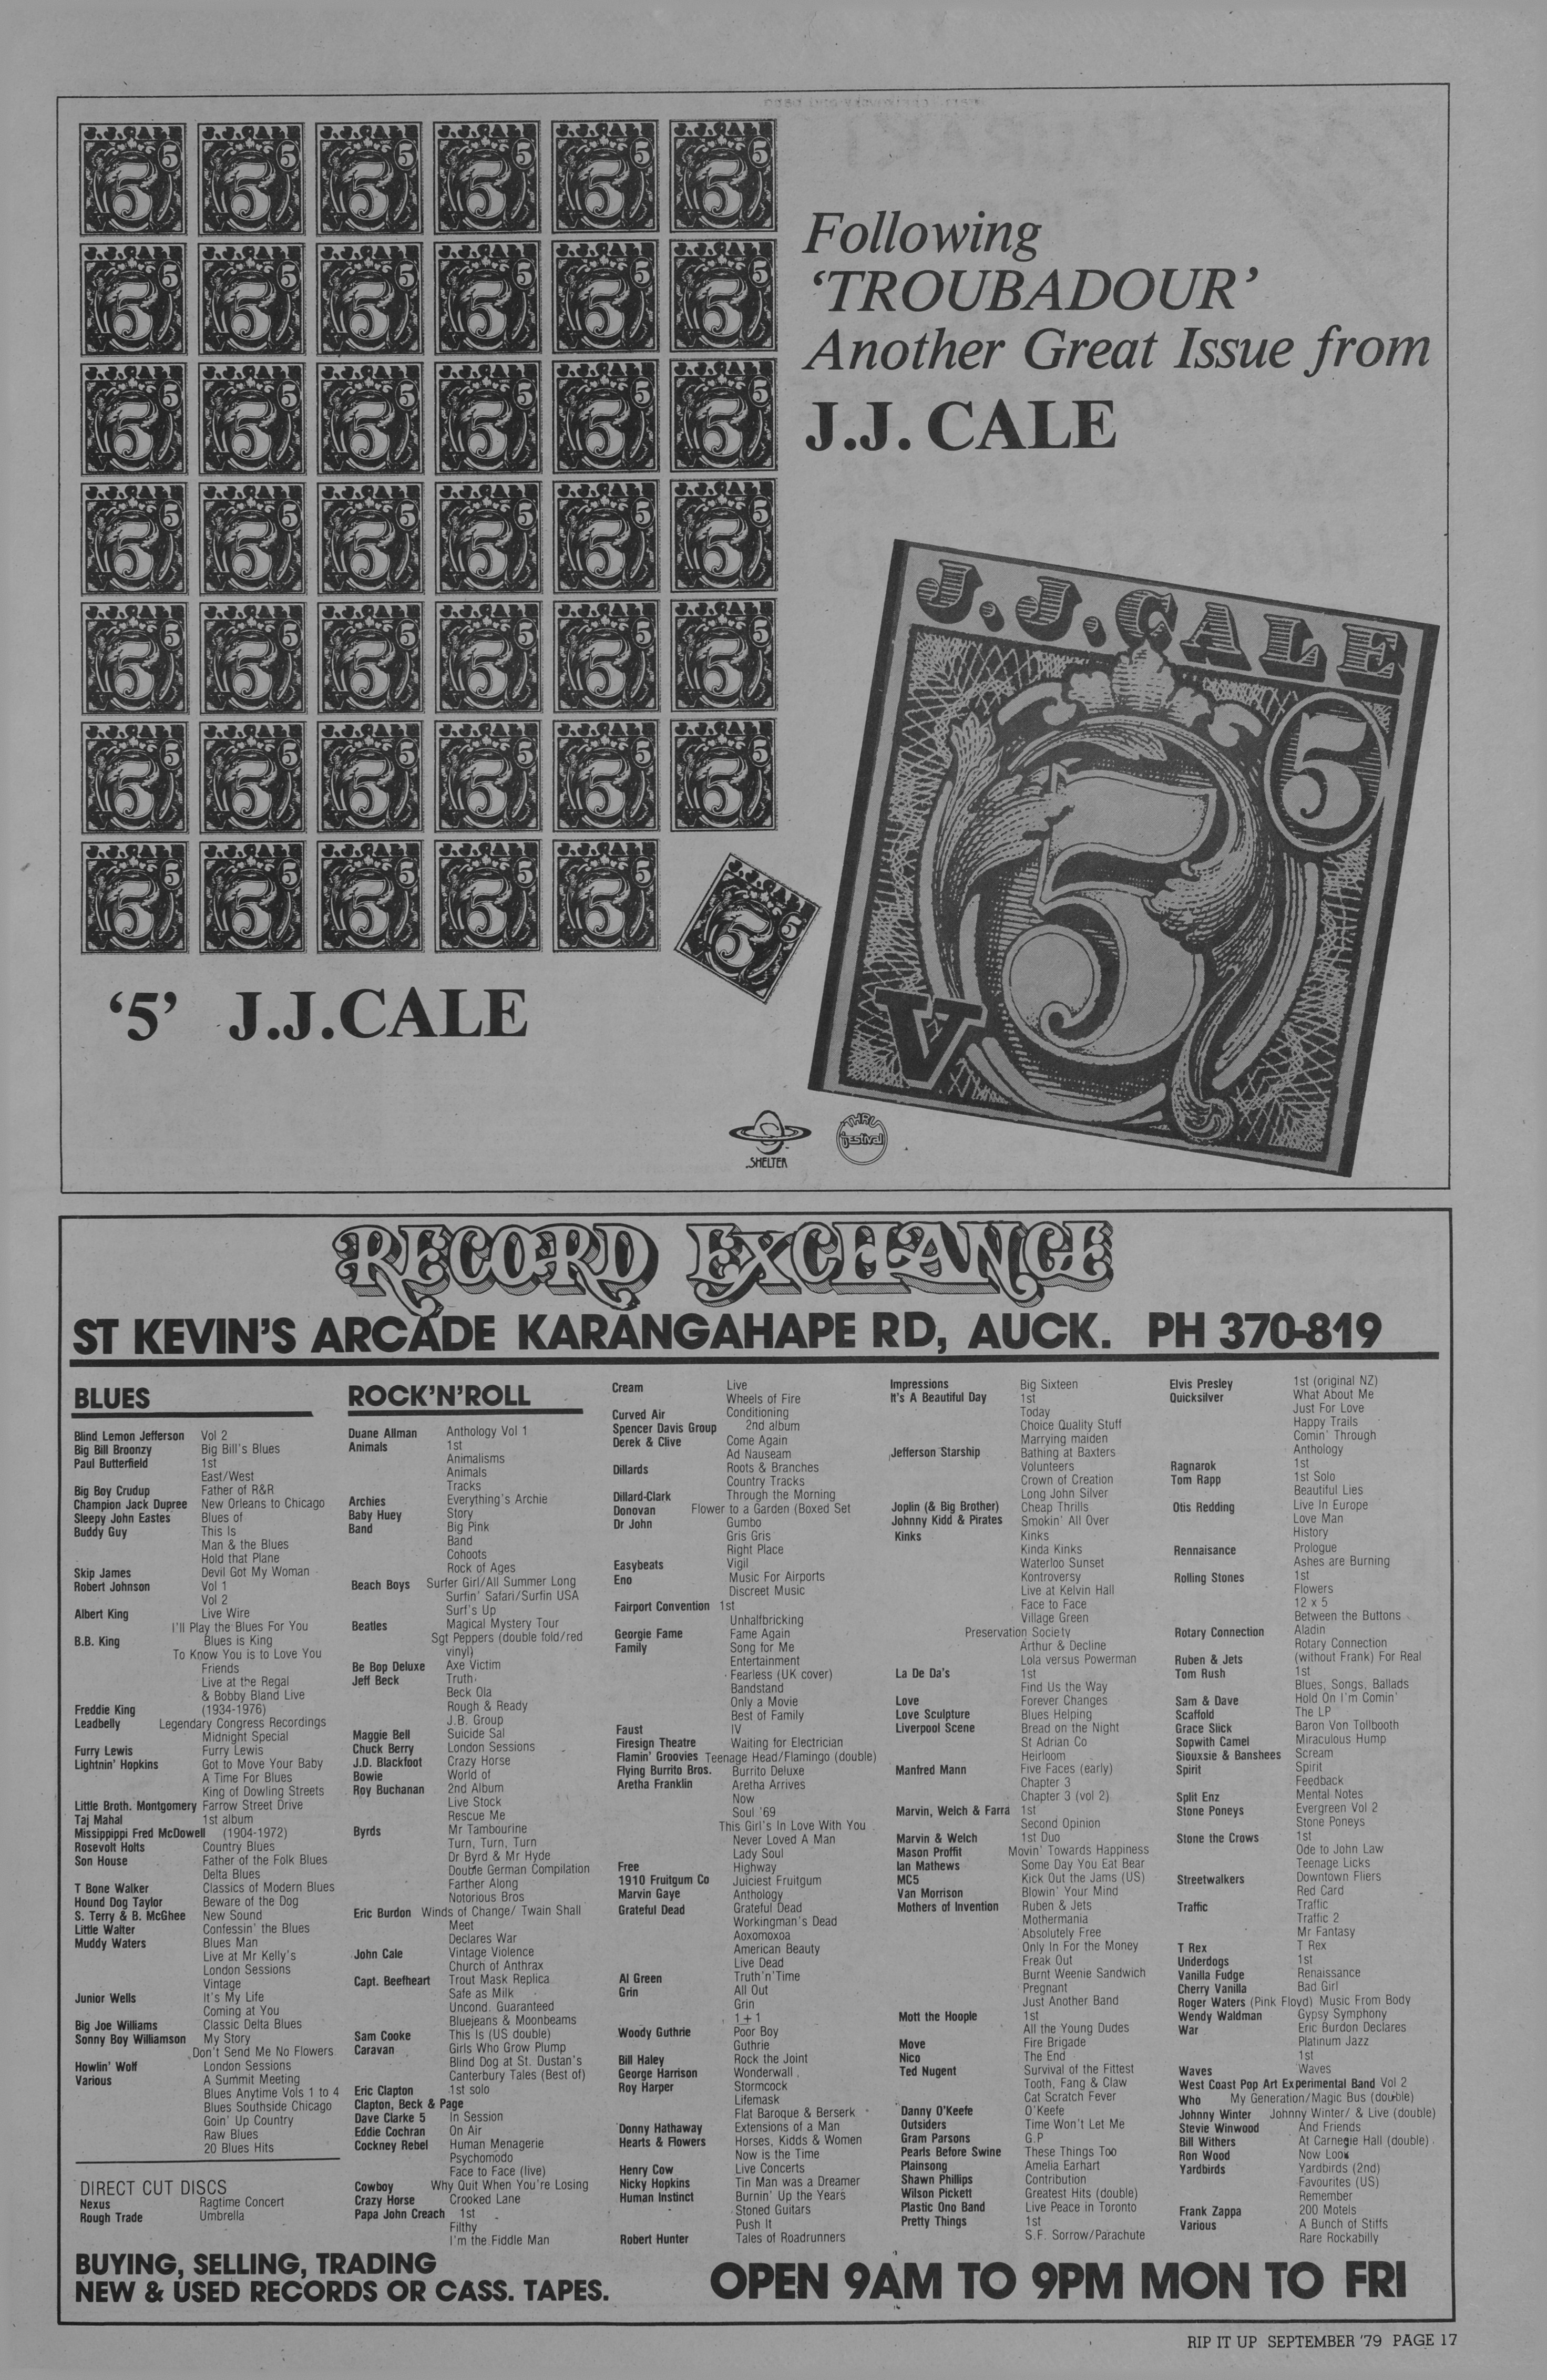 Following
‘TROUBADOUR’
Another Great Issue from
J.J. CALE
J.J.CALE
5
5
V
‘5’ J.J.CALE
SHELTER
THRU
festival
RECORD EXCHANGE
ST KEVIN'S ARCADE KARANGAHAPE RD, AUCK. PH 370-819
BLUES
Blind Lemon Jefferson Vol 2
Big Bill Broonzy Big Bill's Blues
Paul Butterfield 1st
East/West
Big Boy Crudup Father of R&R
Champion Jack Dupree New Orleans to Chicago
Sleepy John Eastes Blues of
Buddy Guy This Is
Man & the Blues
Hold that Plane
Skip James Devil Got My Woman
Robert Johnson Vol 1
Vol 2
Albert King Live Wire
I'll Play the Blues For You
B.B. King Blues is King
To Know You is to Love You
Friends
Live at the Regal
& Bobby Bland Live
Freddie King (1934-1976)
Leadbelly Legendary Congress Recordings
Midnight Special
Furry Lewis Furry Lewis
Lightnin' Hopkins Got to Move Your Baby
A Time For Blues
King of Dowling Streets
Little Broth. Montgomery Farrow Street Drive
Taj Mahal 1st album
Missippippi Fred McDowell (1904-1972)
Rosevolt Holts Country Blues
Son House Father of the Folk Blues
Delta Blues
T Bone Walker Classics of Modern Blues
Hound Dog Taylor Beware of the Dog
S. Terry & B. McGhee New Sound
Little Walter Confessin' the Blues
Muddy Waters Blues Man
Live at Mr Kelly's
London Sessions
Vintage
Junior Wells It's My Life
Coming at You
Big Joe Williams Classic Delta Blues
Sonny Boy Williamson My Story
Don't Send Me No Flowers
Howlin' Wolf London Sessions
Various A Summit Meeting
Blues Anytime Vols 1 to 4
Blues Southside Chicago
Goin' Up Country
Raw Blues
20 Blues Hits
DIRECT CUT DISCS
Nexus Ragtime Concert
Rough Trade Umbrella
ROCK'N'ROLL
Duane Allman Anthology Vol 1
Animals 1st
Animalisms
Animals
Tracks
Archies Everything's Archie
Baby Huey Story
Band Big Pink
Band
Cohoots
Rock of Ages
Beach Boys Surfer Girl/All Summer Long
Surfin' Safari/Surfin USA
Surf's Up
Beatles Magical Mystery Tour
Sgt Peppers (double fold/red
vinyl)
Be Bop Deluxe Axe Victim
Jeff Beck Truth
Beck Ola
Rough & Ready
J.B. Group
Maggie Bell Suicide Sal
Chuck Berry London Sessions
J.D. Blackfoot Crazy Horse
Bowie World of
Roy Buchanan 2nd Album
Live Stock
Rescue Me
Byrds Mr Tambourine
Turn, Turn, Turn
Dr Byrd & Mr Hyde
Double German Compilation
Farther Along
Notorious Bros
Eric Burdon Winds of Change/ Twain Shall
Meet
Declares War
John Cale Vintage Violence
Church of Anthrax
Capt. Beefheart Trout Mask Replica
Safe as Milk
Uncond. Guaranteed
Bluejeans & Moonbeams
Sam Cooke This Is (US double)
Caravan Girls Who Grow Plump
Blind Dog at St. Dustan's
Canterbury Tales (Best of)
Eric Clapton 1st solo
Clapton, Beck & Page
Dave Clarke 5 In Session
Eddie Cochran On Air
Cockney Rebel Human Menagerie
Psychomodo
Face to Face (live)
Cowboy Why Quit When You're Losing
Crazy Horse Crooked Lane
Papa John Creach 1st
Filthy
I'm the Fiddle Man
Cream Live
Wheels of Fire
Curved Air Conditioning
Spencer Davis Group 2nd album
Derek & Clive Come Again
Ad Nauseam
Dillards Roots & Branches
Country Tracks
Dillard-Clark Through the Morning
Donovan Flower to a Garden (Boxed Set
Dr John Gumbo
Gris Gris
Right Place
Easybeats Vigil
Eno Music For Airports
Discreet Music
Fairport Convention 1st
Unhalfbricking
Georgie Fame Fame Again
Family Song for Me
Entertainment
Fearless (UK cover)
Bandstand
Only a Movie
Best of Family
Faust IV
Firesign Theatre Waiting for Electrician
Flamin' Groovies Teenage Head/Flamingo (double)
Flying Burrito Bros. Burrito Deluxe
Aretha Franklin Aretha Arrives
Now
Soul '69
This Girl's In Love With You
Never Loved A Man
Lady Soul
Free Highway
1910 Fruitgum Co Juiciest Fruitgum
Marvin Gaye Anthology
Grateful Dead Grateful Dead
Workingman's Dead
Aoxomoxoa
American Beauty
Live Dead
Al Green Truth'n'Time
Grin All Out
Grin
1 + 1
Woody Guthrie Poor Boy
Guthrie
Bill Haley Rock the Joint
George Harrison Wonderwall
Roy Harper Stormcock
Lifemask
Flat Baroque & Berserk
Donny Hathaway Extensions of a Man
Hearts & Flowers Horses, Kidds & Women
Now is the Time
Henry Cow Live Concerts
Nicky Hopkins Tin Man was a Dreamer
Human Instinct Burnin' Up the Years
Stoned Guitars
Push It
Robert Hunter Tales of Roadrunners
Impressions Big Sixteen
It's A Beautiful Day 1st
Today
Choice Quality Stuff
Marrying maiden
Jefferson Starship Bathing at Baxters
Volunteers
Crown of Creation
Long John Silver
Joplin (& Big Brother) Cheap Thrills
Johnny Kidd & Pirates Smokin' All Over
Kinks Kinks
Kinda Kinks
Waterloo Sunset
Kontroversy
Live at Kelvin Hall
Face to Face
Village Green
Preservation Society
Arthur & Decline
Lola versus Powerman
La De Da's 1st
Find Us the Way
Love Forever Changes
Love Sculpture Blues Helping
Liverpool Scene Bread on the Night
St Adrian Co
Heirloom
Manfred Mann Five Faces (early)
Chapter 3
Chapter 3 (vol 2)
Marvin, Welch & Farra 1st
Second Opinion
Marvin & Welch 1st Duo
Mason Proffit Movin' Towards Happiness
Ian Mathews Some Day You Eat Bear
MC5 Kick Out the Jams (US)
Van Morrison Blowin' Your Mind
Mothers of Invention Ruben & Jets
Mothermania
Absolutely Free
Only In For the Money
Freak Out
Burnt Weenie Sandwich
Pregnant
Just Another Band
Mott the Hoople 1st
All the Young Dudes
Move Fire Brigade
Nico The End
Ted Nugent Survival of the Fittest
Tooth, Fang & Claw
Cat Scratch Fever
Danny O'Keefe O'Keefe
Outsiders Time Won't Let Me
Gram Parsons G.P
Pearls Before Swine These Things Too
Plainsong Amelia Earhart
Shawn Phillips Contribution
Wilson Pickett Greatest Hits (double)
Plastic Ono Band Live Peace in Toronto
Pretty Things 1st
S.F. Sorrow/Parachute
Elvis Presley 1st (original NZ)
Quicksilver What About Me
Just For Love
Happy Trails
Comin' Through
Anthology
Ragnarok 1st
Tom Rapp 1st Solo
Beautiful Lies
Otis Redding Live In Europe
Love Man
History
Rennaisance Prologue
Ashes are Burning
Rolling Stones 1st
Flowers
12 x 5
Between the Buttons
Rotary Connection Aladin
Rotary Connection
Ruben & Jets (without Frank) For Real
Tom Rush 1st
Blues, Songs, Ballads
Sam & Dave Hold On I'm Comin'
Scaffold The LP
Grace Slick Baron Von Tollbooth
Sopwith Camel Miraculous Hump
Siouxsie & Banshees Scream
Spirit Spirit
Feedback
Split Enz Mental Notes
Stone Poneys Evergreen Vol 2
Stone Poneys
Stone the Crows 1st
Ode to John Law
Teenage Licks
Streetwalkers Downtown Fliers
Red Card
Traffic Traffic
Traffic 2
Mr Fantasy
T Rex T Rex
Underdogs 1st
Vanilla Fudge Renaissance
Cherry Vanilla Bad Girl
Roger Waters (Pink Floyd) Music From Body
Wendy Waldman Gypsy Symphony
War Eric Burdon Declares
Platinum Jazz
1st
Waves Waves
West Coast Pop Art Experimental Band Vol 2
Who My Generation/Magic Bus (double)
Johnny Winter Johnny Winter/ & Live (double)
Stevie Winwood And Friends
Bill Withers At Carnegie Hall (double)
Ron Wood Now Look
Yardbirds Yardbirds (2nd)
Favourites (US)
Remember
Frank Zappa 200 Motels
Various A Bunch of Stiffs
Rare Rockabilly
BUYING, SELLING, TRADING
NEW & USED RECORDS OR CASS. TAPES.
OPEN 9AM TO 9PM MON TO FRI
RIP IT UP SEPTEMBER '79 PAGE 17